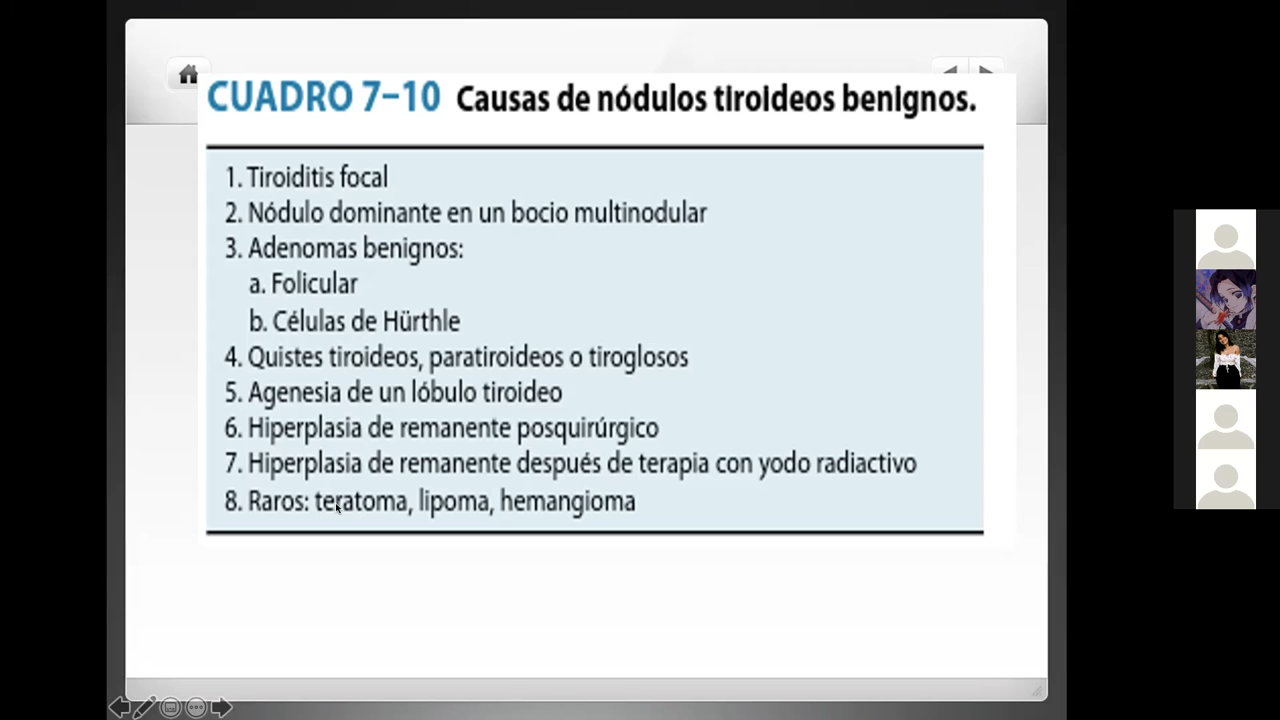 CUADRO 7–10 Causas de nódulos tiroideos benignos.
1. Tiroiditis focal
2. Nódulo dominante en un bocio multinodular
3. Adenomas benignos:
a. Folicular
b. Células de Hürthle
4. Quistes tiroideos, paratiroideos o tiroglosos
5. Agenesia de un lóbulo tiroideo
6. Hiperplasia de remanente posquirúrgico
7. Hiperplasia de remanente después de terapia con yodo radiactivo
8. Raros: teratoma, lipoma, hemangioma